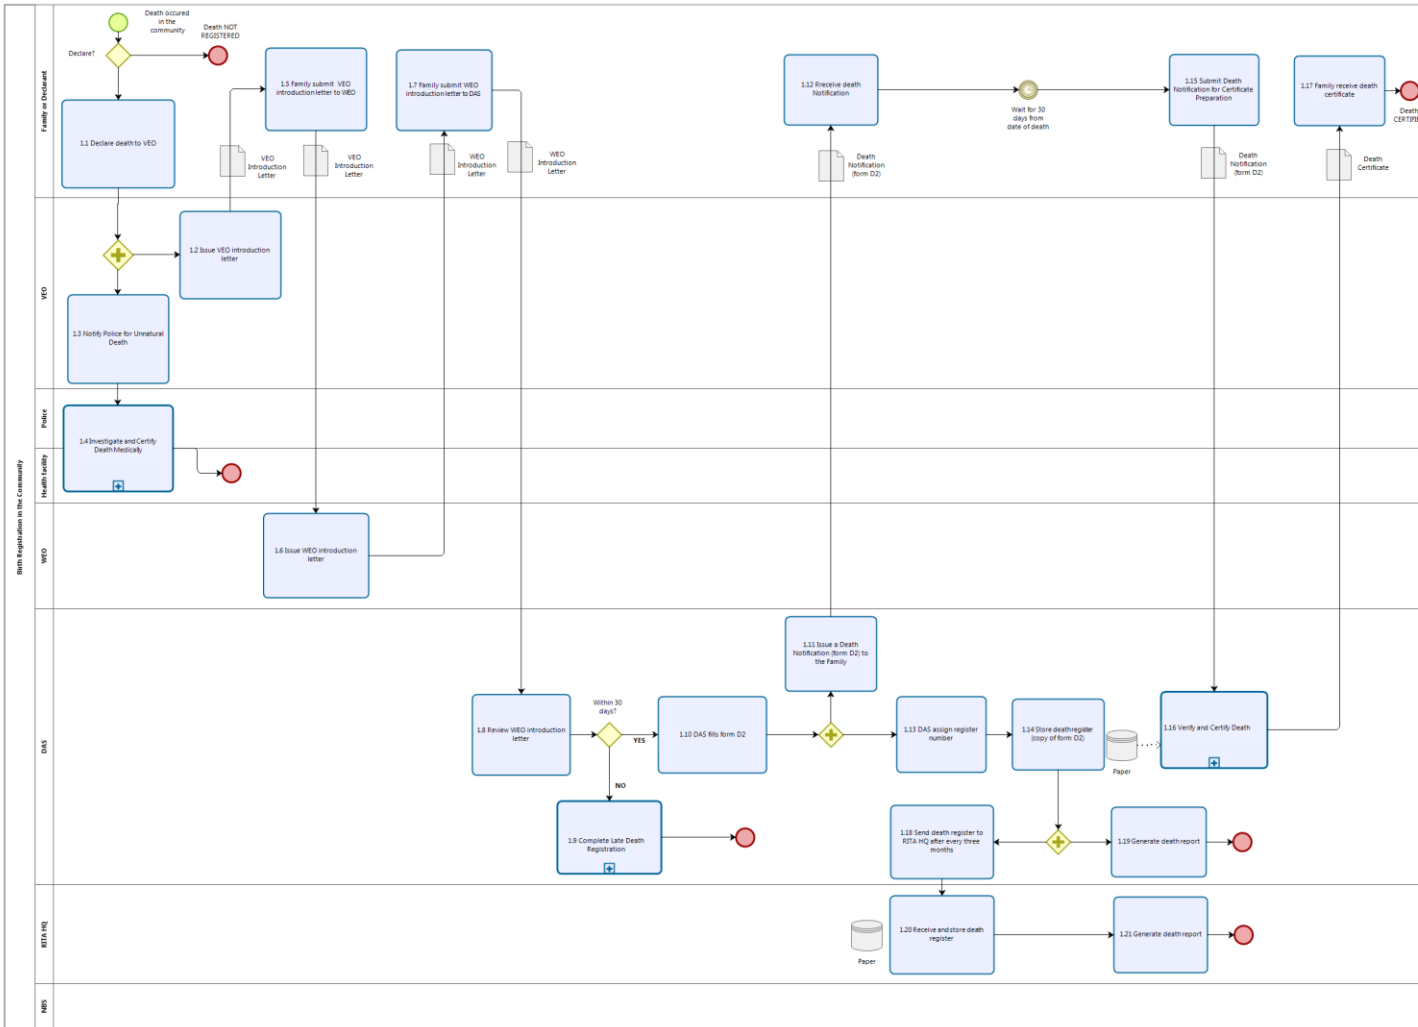 Birth Registration in the Community
Family or Declarant
Death occured
in the
community
Death NOT
REGISTERED
Declare?
1.1 Declare death to VEO
1.5 Family submit VEO
introduction letter to WEO
1.7 Family submit WEO
introduction letter to DAS
VEO
Introduction
Letter
VEO
Introduction
Letter
WEO
Introduction
Letter
WEO
Introduction
Letter
1.12 Rreceive death
Notification
Death
Notification
(form D2)
Wait for 30
days from
date of death
1.15 Submit Death
Notification for Certificate
Preparation
Death
Notification
(form D2)
1.17 Family receive death
certificate
Death
Certificate
Death
CERTIFIE
VEO
1.2 Issue VEO introduction
letter
1.3 Notify Police for Unnatural
Death
Police
1.4 Investigate and Certify
Death Medically
Health facility
WEO
1.6 Issue WEO introduction
letter
DAS
1.8 Review WEO introduction
letter
Within 30
days?
YES
NO
1.9 Complete Late Death
Registration
1.10 DAS fills form D2
1.11 Issue a Death
Notification (form D2) to
the Family
1.13 DAS assign register
number
1.14 Store death register
(copy of form D2)
Paper
1.16 Verify and Certify Death
1.18 Send death register to
RITA HQ after every three
months
1.19 Generate death report
RITA HQ
Paper
1.20 Receive and store death
register
1.21 Generate death report
NBS